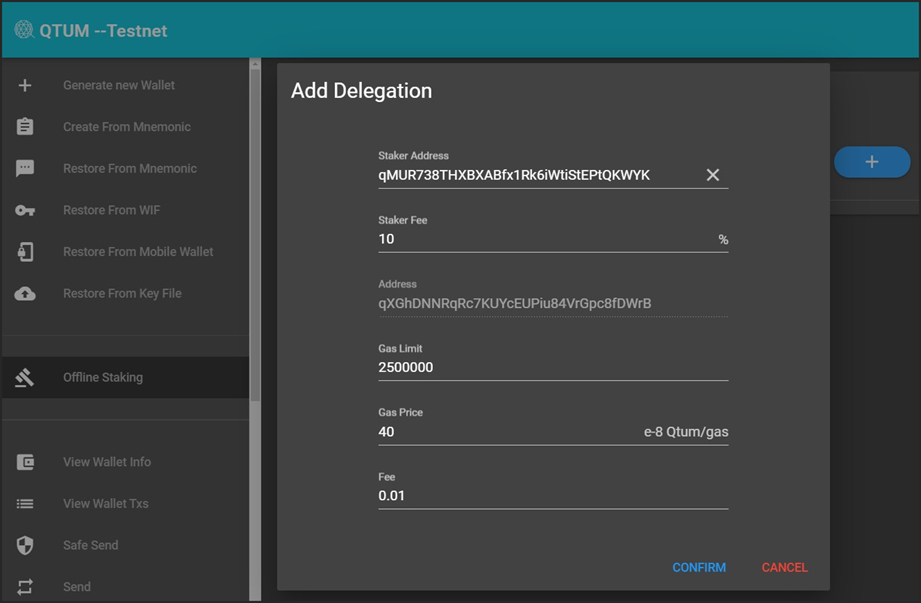 QTUM --Testnet
Generate new Wallet
Create From Mnemonic
Restore From Mnemonic
Restore From WIF
Restore From Mobile Wallet
Restore From Key File
Offline Staking
View Wallet Info
View Wallet Txs
Safe Send
Send
Add Delegation
Staker Address
qMUR738THXBXABfx1Rk6iWtiStEPtQKWYK
Staker Fee
10 %
Address
qXGhDNNRqRc7KUYcEUPiu84VrGpc8fDWrB
Gas Limit
2500000
Gas Price
40 e-8 Qtum/gas
Fee
0.01
CONFIRM CANCEL